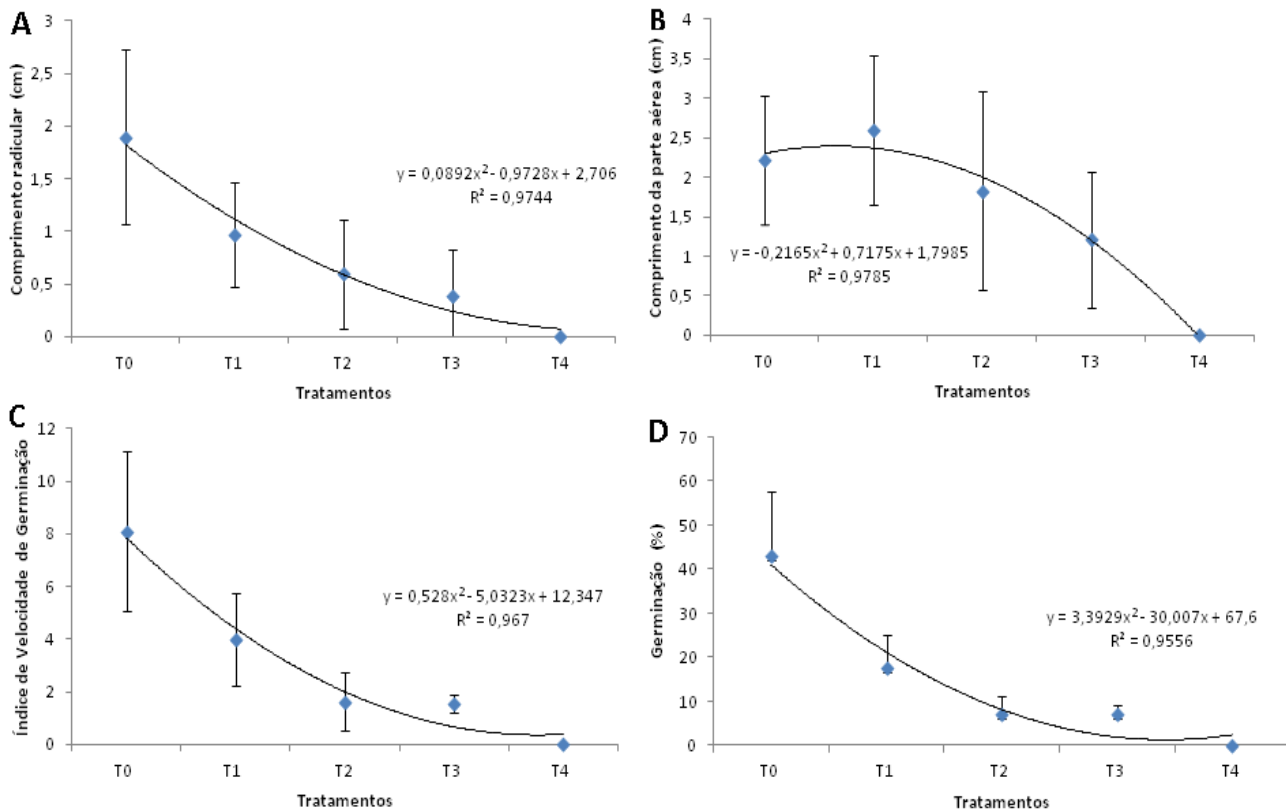 A
Comprimento radicular (cm)
3
2,5
2
1,5
1
0,5
0
y = 0,0892x² - 0,9728x + 2,706
R² = 0,9744
T0 T1 T2 T3 T4
Tratamentos
B
Comprimento da parte aérea (cm)
4
3,5
3
2,5
2
1,5
1
0,5
0
y = -0,2165x² + 0,7175x + 1,7985
R² = 0,9785
T0 T1 T2 T3 T4
Tratamentos
C
Índice de Velocidade de Germinação
12
10
8
6
4
2
0
y = 0,528x² - 5,0323x + 12,347
R² = 0,967
T0 T1 T2 T3 T4
Tratamentos
D
Germinação (%)
70
60
50
40
30
20
10
0
y = 3,3929x² - 30,007x + 67,6
R² = 0,9556
T0 T1 T2 T3 T4
Tratamentos